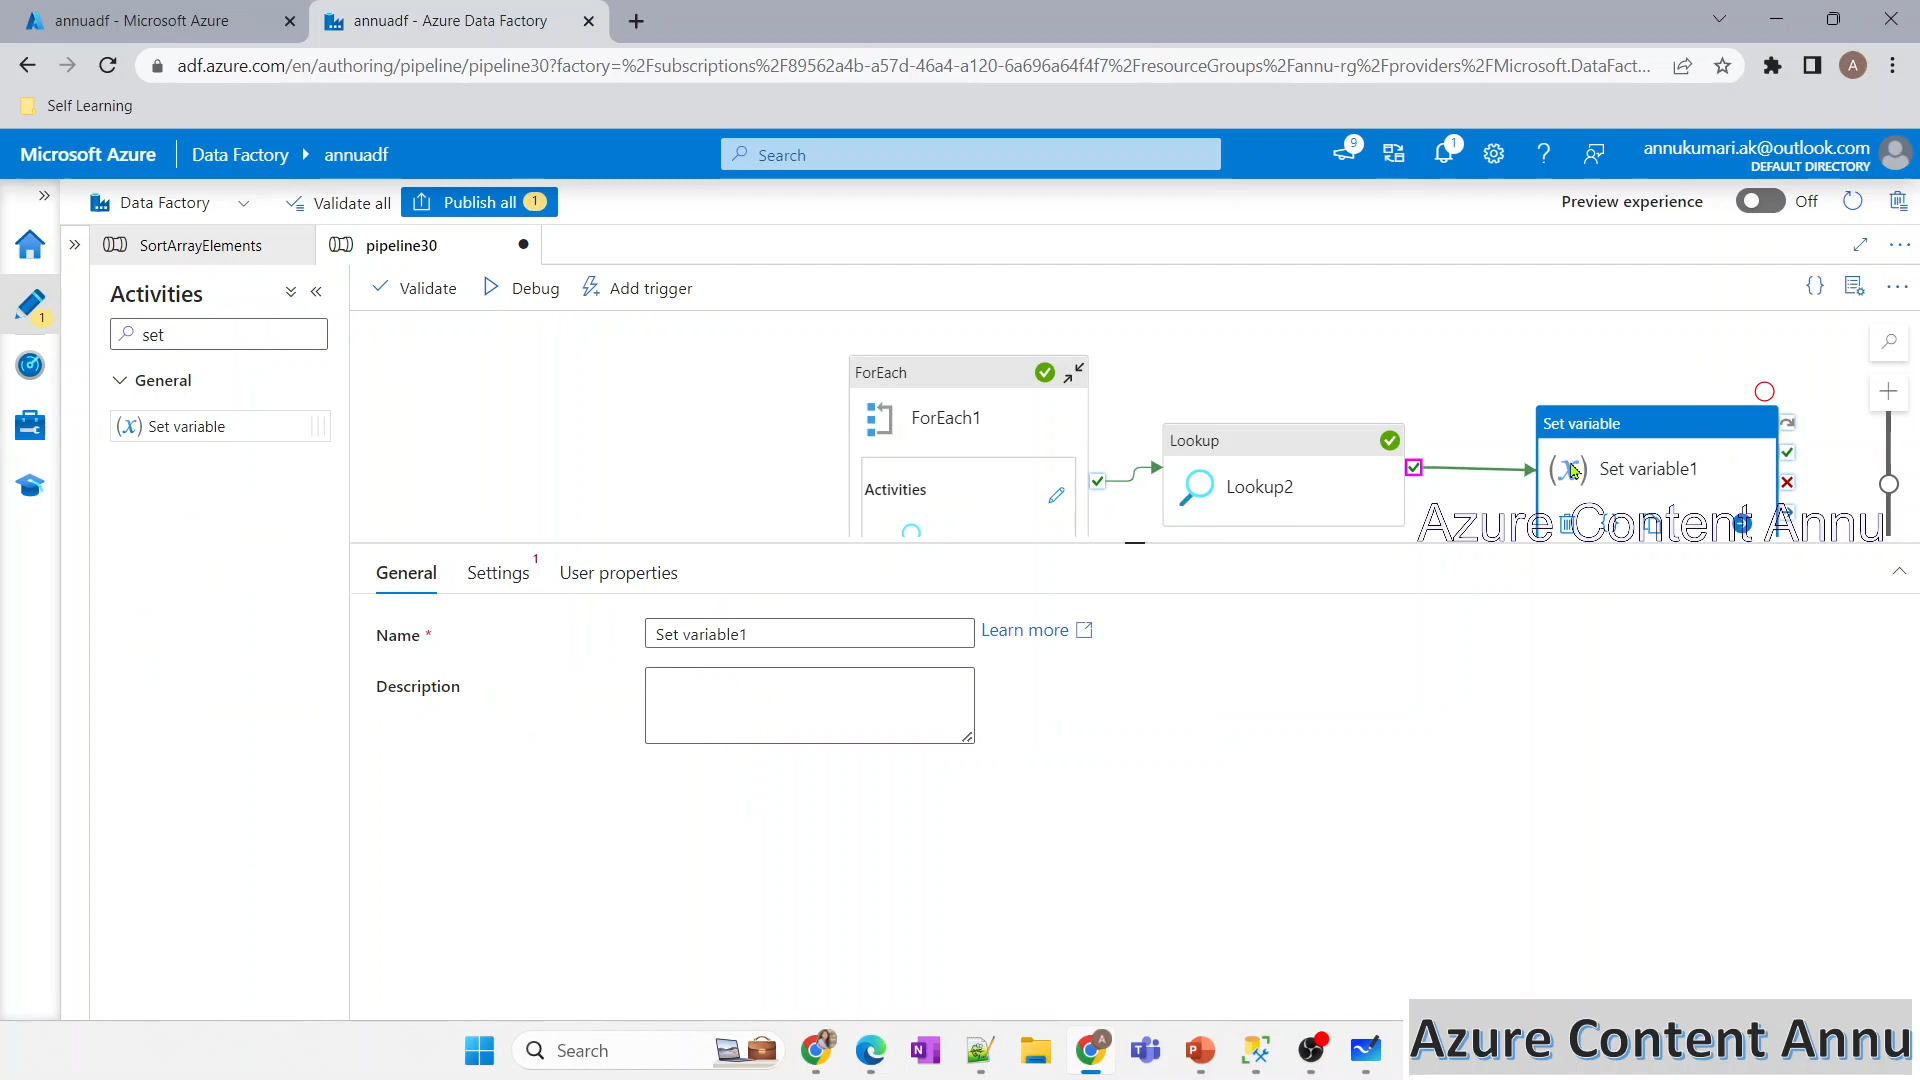 annuadf - Microsoft Azure
annuadf - Azure Data Factory
adf.azure.com/en/authoring/pipeline/pipeline30?factory=%2Fsubscriptions%2F89562a4b-a57d-46a4-a120-6a696a64f4f7%2FresourceGroups%2Fannu-rg%2Fproviders%2FMicrosoft.DataFact...
A
Self Learning
Microsoft Azure
Data Factory
annuadf
Search
9
1
annukumari.ak@outlook.com
DEFAULT DIRECTORY
Data Factory
Validate all
Publish all 1
Preview experience
Off
SortArrayElements
pipeline30
Activities
Validate
Debug
Add trigger
{}
1
set
General
(x) Set variable
ForEach
ForEach1
Activities
Lookup
Lookup2
Set variable
(x) Set variable1
Azure Content Annu
General
Settings 1
User properties
Name *
Set variable1
Learn more
Description
Search
A
Azure Content Annu